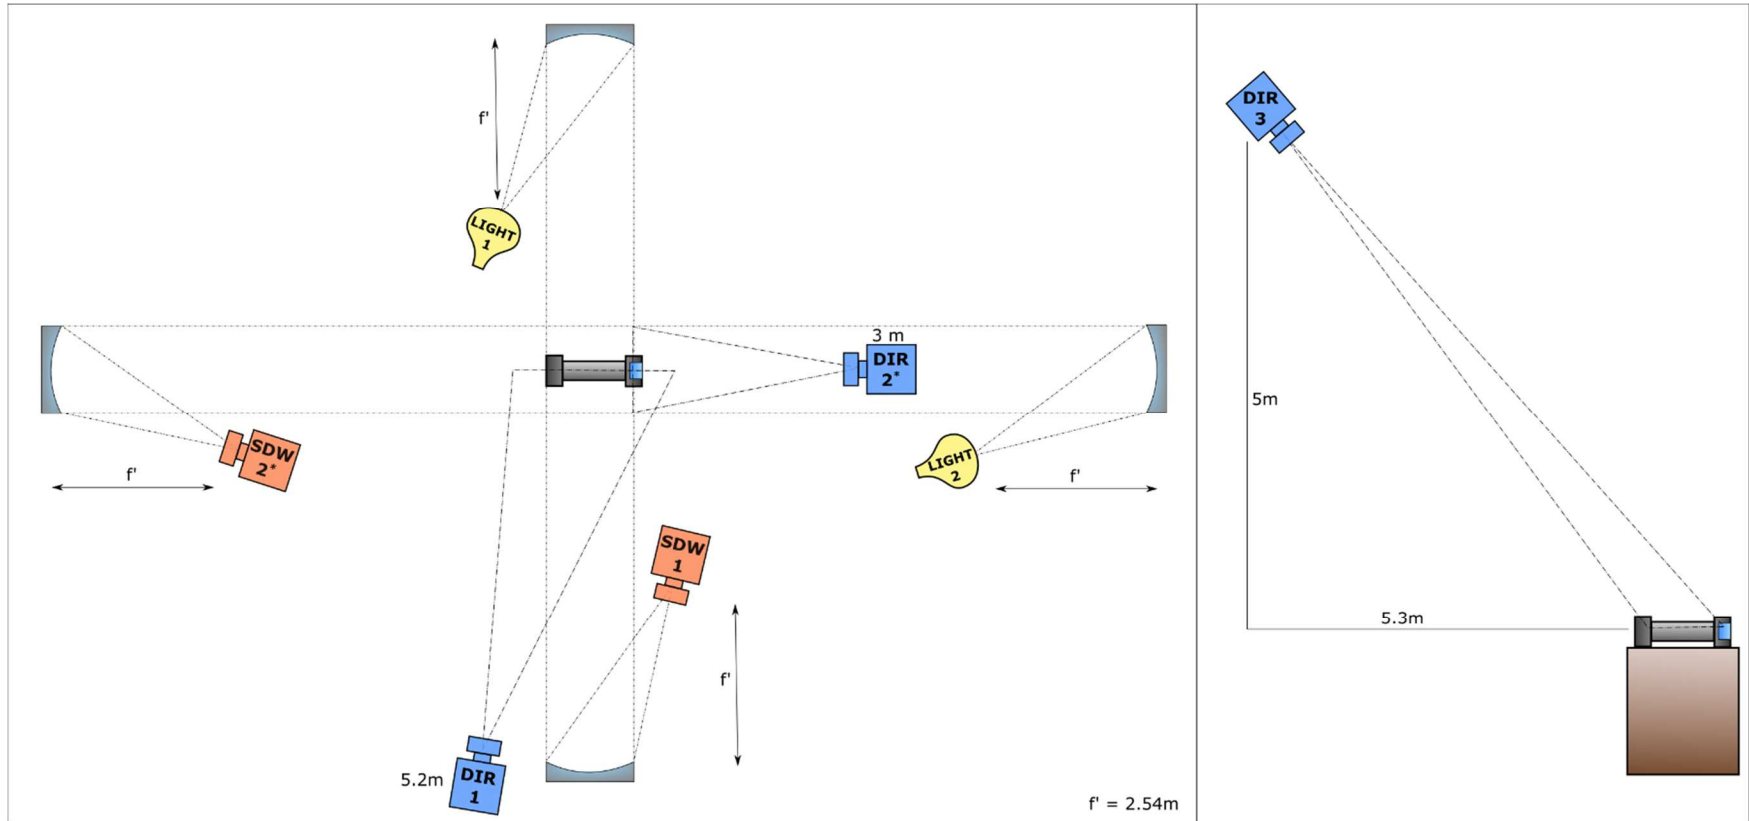 f'
LIGHT
1
3 m
DIR
2*
SDW
2*
f'
LIGHT
2
f'
SDW
1
f'
5.2m
DIR
1
f' = 2.54m
DIR
3
5m
5.3m